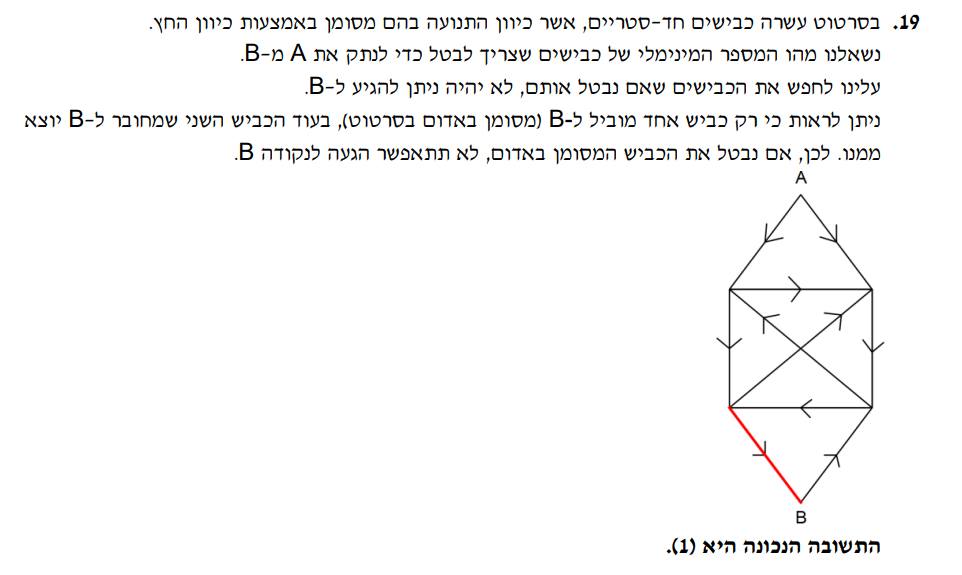 19. בסרטוט עשרה כבישים חד-סטריים, אשר כיוון התנועה בהם מסומן באמצעות כיוון החץ.
נשאלנו מהו המספר המינימלי של כבישים שצריך לבטל כדי לנתק את A מ-B.
עלינו לחפש את הכבישים שאם נבטל אותם, לא יהיה ניתן להגיע ל-B.
ניתן לראות כי רק כביש אחד מוביל ל-B (מסומן באדום בסרטוט), בעוד הכביש השני שמחובר ל-B יוצא
ממנו. לכן, אם נבטל את הכביש המסומן באדום, לא תתאפשר הגעה לנקודה B.
A
B
התשובה הנכונה היא (1).